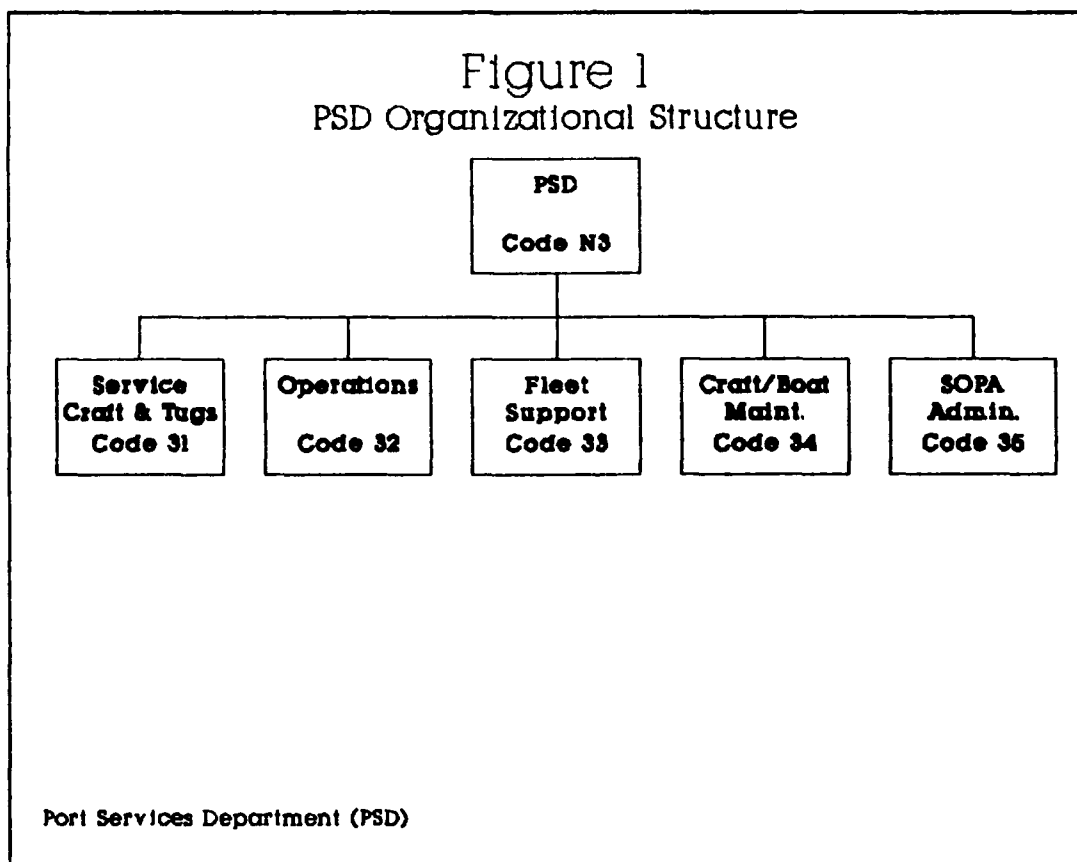 Figure 1
PSD Organizational Structure
PSD
Code N3
Service
Craft & Tugs
Code 31
Operations
Code 32
Fleet
Support
Code 33
Craft/Boat
Maint.
Code 34
SOPA
Admin.
Code 35
Port Services Department (PSD)